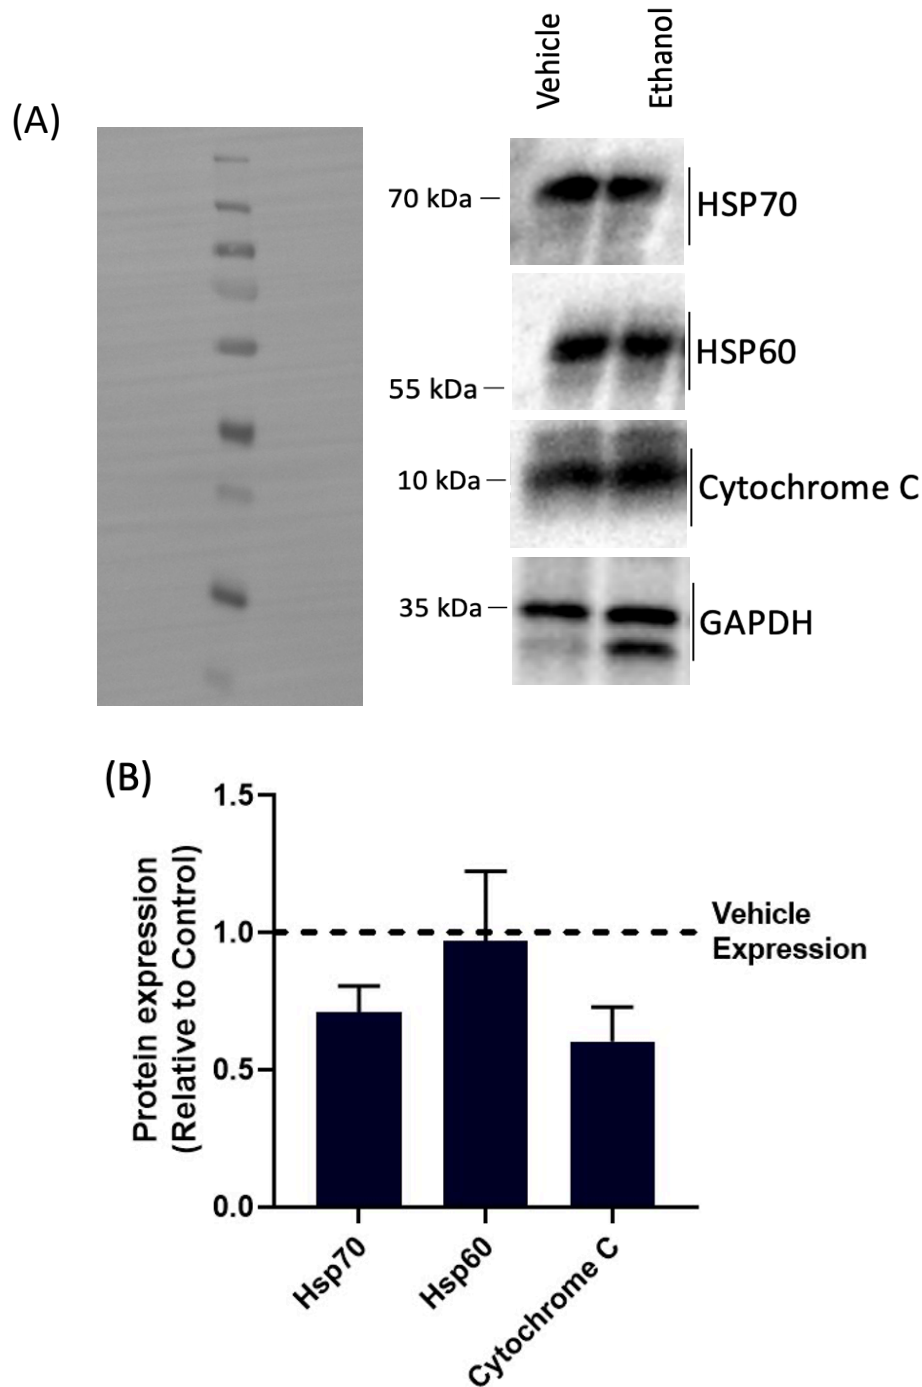 Vehicle
Ethanol
(A)
70 kDa
HSP70
HSP60
55 kDa
10 kDa
Cytochrome C
35 kDa
GAPDH
(B)
Protein expression
(Relative to Control)
1.5
1.0
0.5
0.0
Vehicle
Expression
Hsp70
Hsp60
Cytochrome C